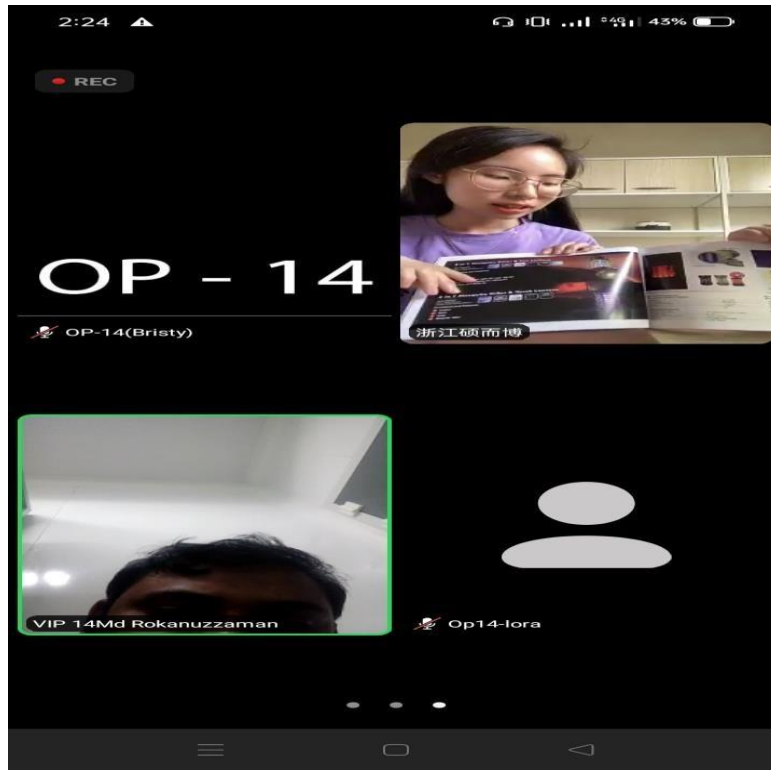 2:24
4G 43%
REC
OP - 14
OP-14(Bristy)
浙江硕而博
VIP 14Md Rokanuzzaman
Op14-lora